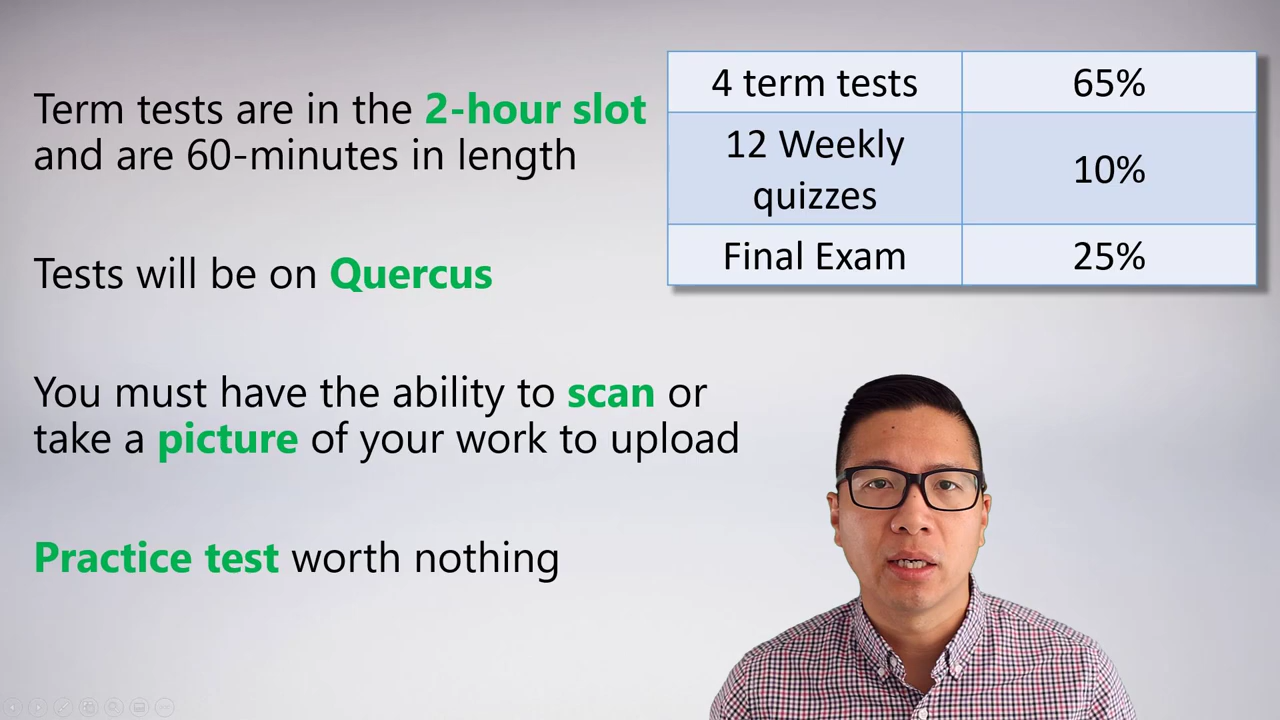 Term tests are in the 2-hour slot
and are 60-minutes in length
Tests will be on Quercus
You must have the ability to scan or
take a picture of your work to upload
Practice test worth nothing
4 term tests 65%
12 Weekly
quizzes 10%
Final Exam 25%